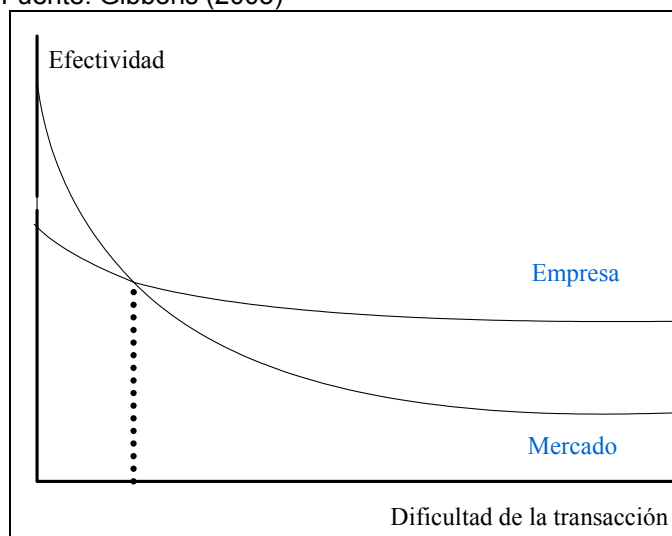 Fuente: Gibbons (2005)
Efectividad
Empresa
Mercado
Dificultad de la transacción